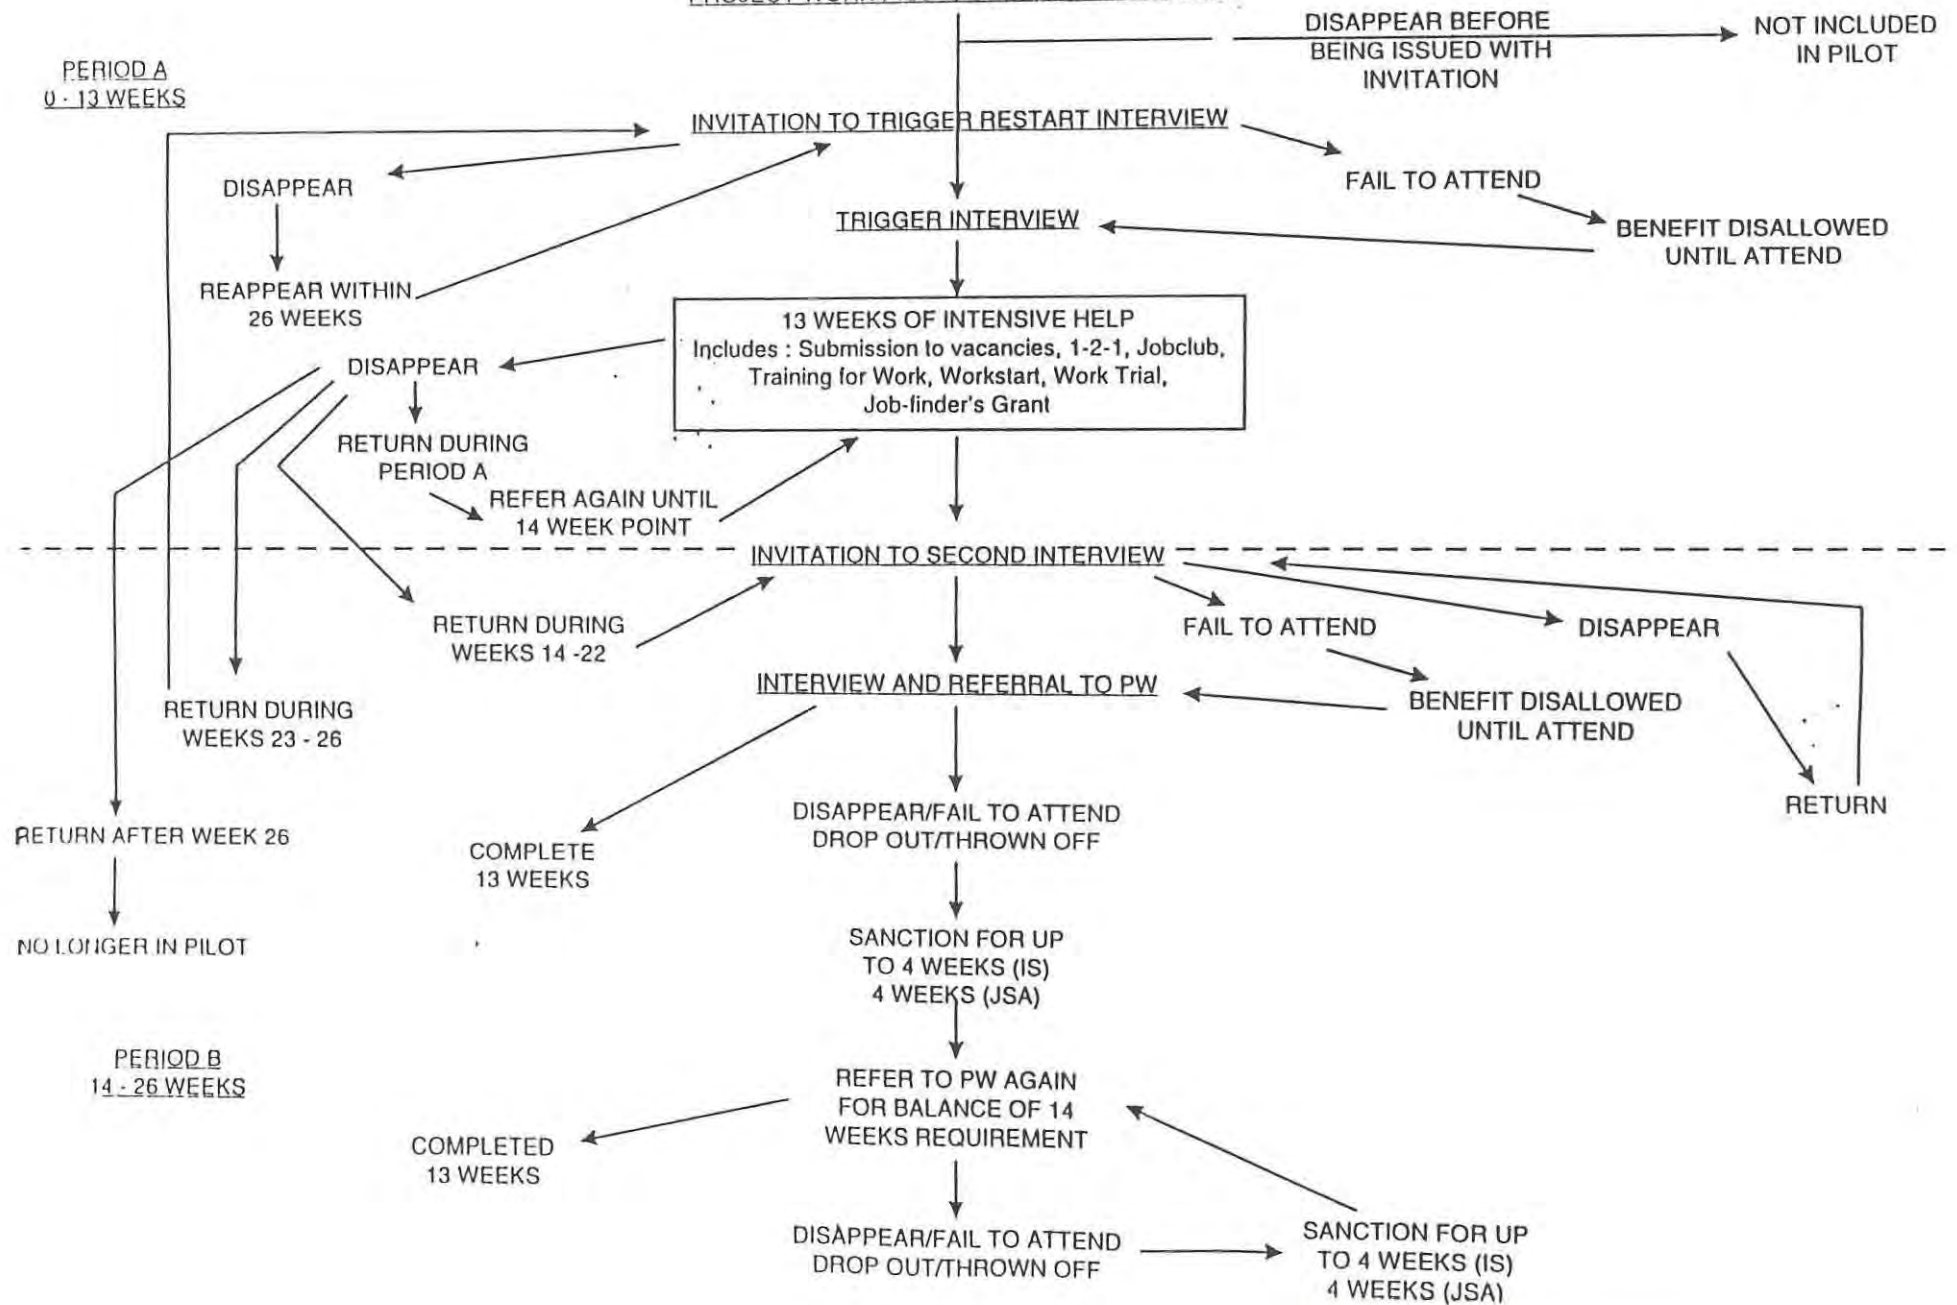 DISAPPEAR BEFORE
BEING ISSUED WITH
INVITATION
NOT INCLUDED
IN PILOT
PERIOD A
0 - 13 WEEKS
INVITATION TO TRIGGER RESTART INTERVIEW
DISAPPEAR
FAIL TO ATTEND
TRIGGER INTERVIEW
BENEFIT DISALLOWED
UNTIL ATTEND
REAPPEAR WITHIN
26 WEEKS
13 WEEKS OF INTENSIVE HELP
Includes : Submission to vacancies, 1-2-1, Jobclub,
Training for Work, Workstart, Work Trial,
Job-finder's Grant
DISAPPEAR
RETURN DURING
PERIOD A
REFER AGAIN UNTIL
14 WEEK POINT
INVITATION TO SECOND INTERVIEW
RETURN DURING
WEEKS 14 -22
FAIL TO ATTEND
DISAPPEAR
INTERVIEW AND REFERRAL TO PW
BENEFIT DISALLOWED
UNTIL ATTEND
RETURN DURING
WEEKS 23 - 26
RETURN
DISAPPEAR/FAIL TO ATTEND
DROP OUT/THROWN OFF
RETURN AFTER WEEK 26
COMPLETE
13 WEEKS
NO LONGER IN PILOT
SANCTION FOR UP
TO 4 WEEKS (IS)
4 WEEKS (JSA)
PERIOD B
14 - 26 WEEKS
REFER TO PW AGAIN
FOR BALANCE OF 14
WEEKS REQUIREMENT
COMPLETED
13 WEEKS
DISAPPEAR/FAIL TO ATTEND
DROP OUT/THROWN OFF
SANCTION FOR UP
TO 4 WEEKS (IS)
4 WEEKS (JSA)